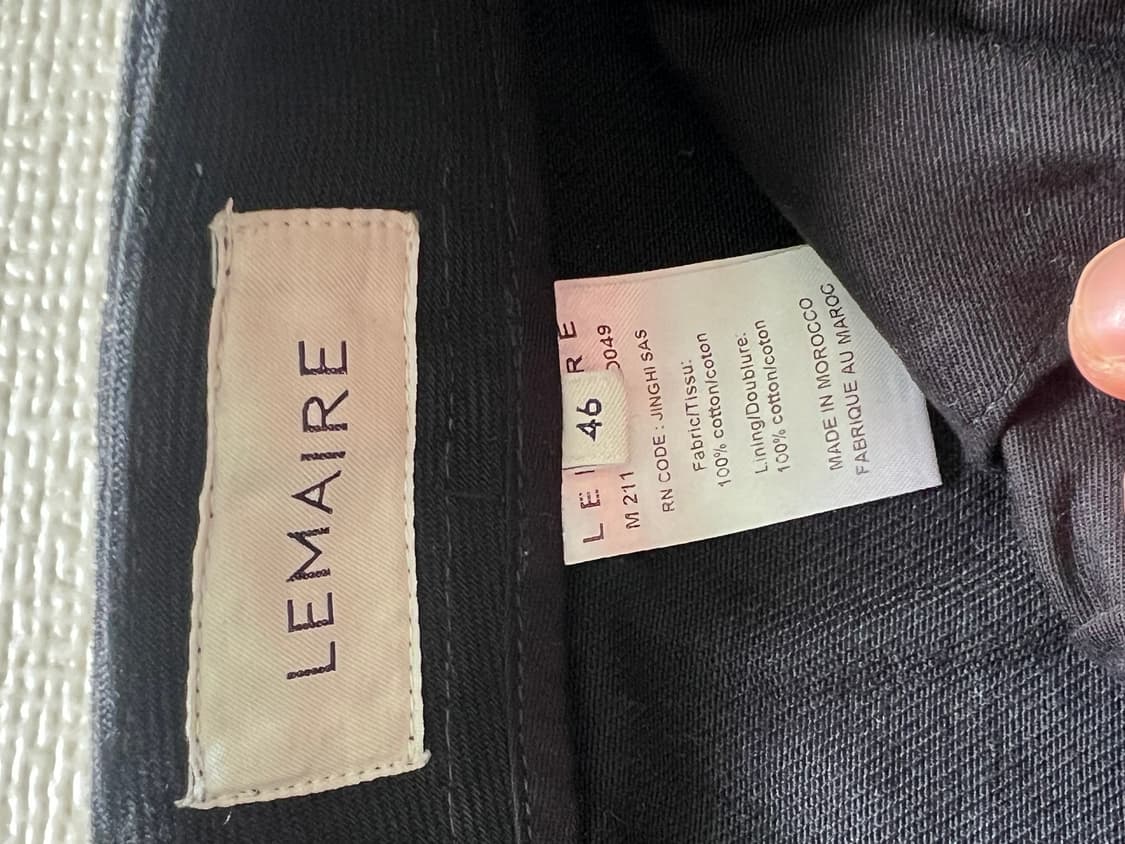 LEMAIRE
46
M 211
0049
RN CODE : JINGHI SAS
Fabric/Tissu:
100% cotton/coton
Lining/Doublure:
100% cotton/coton
MADE IN MOROCCO
FABRIQUE AU MAROC